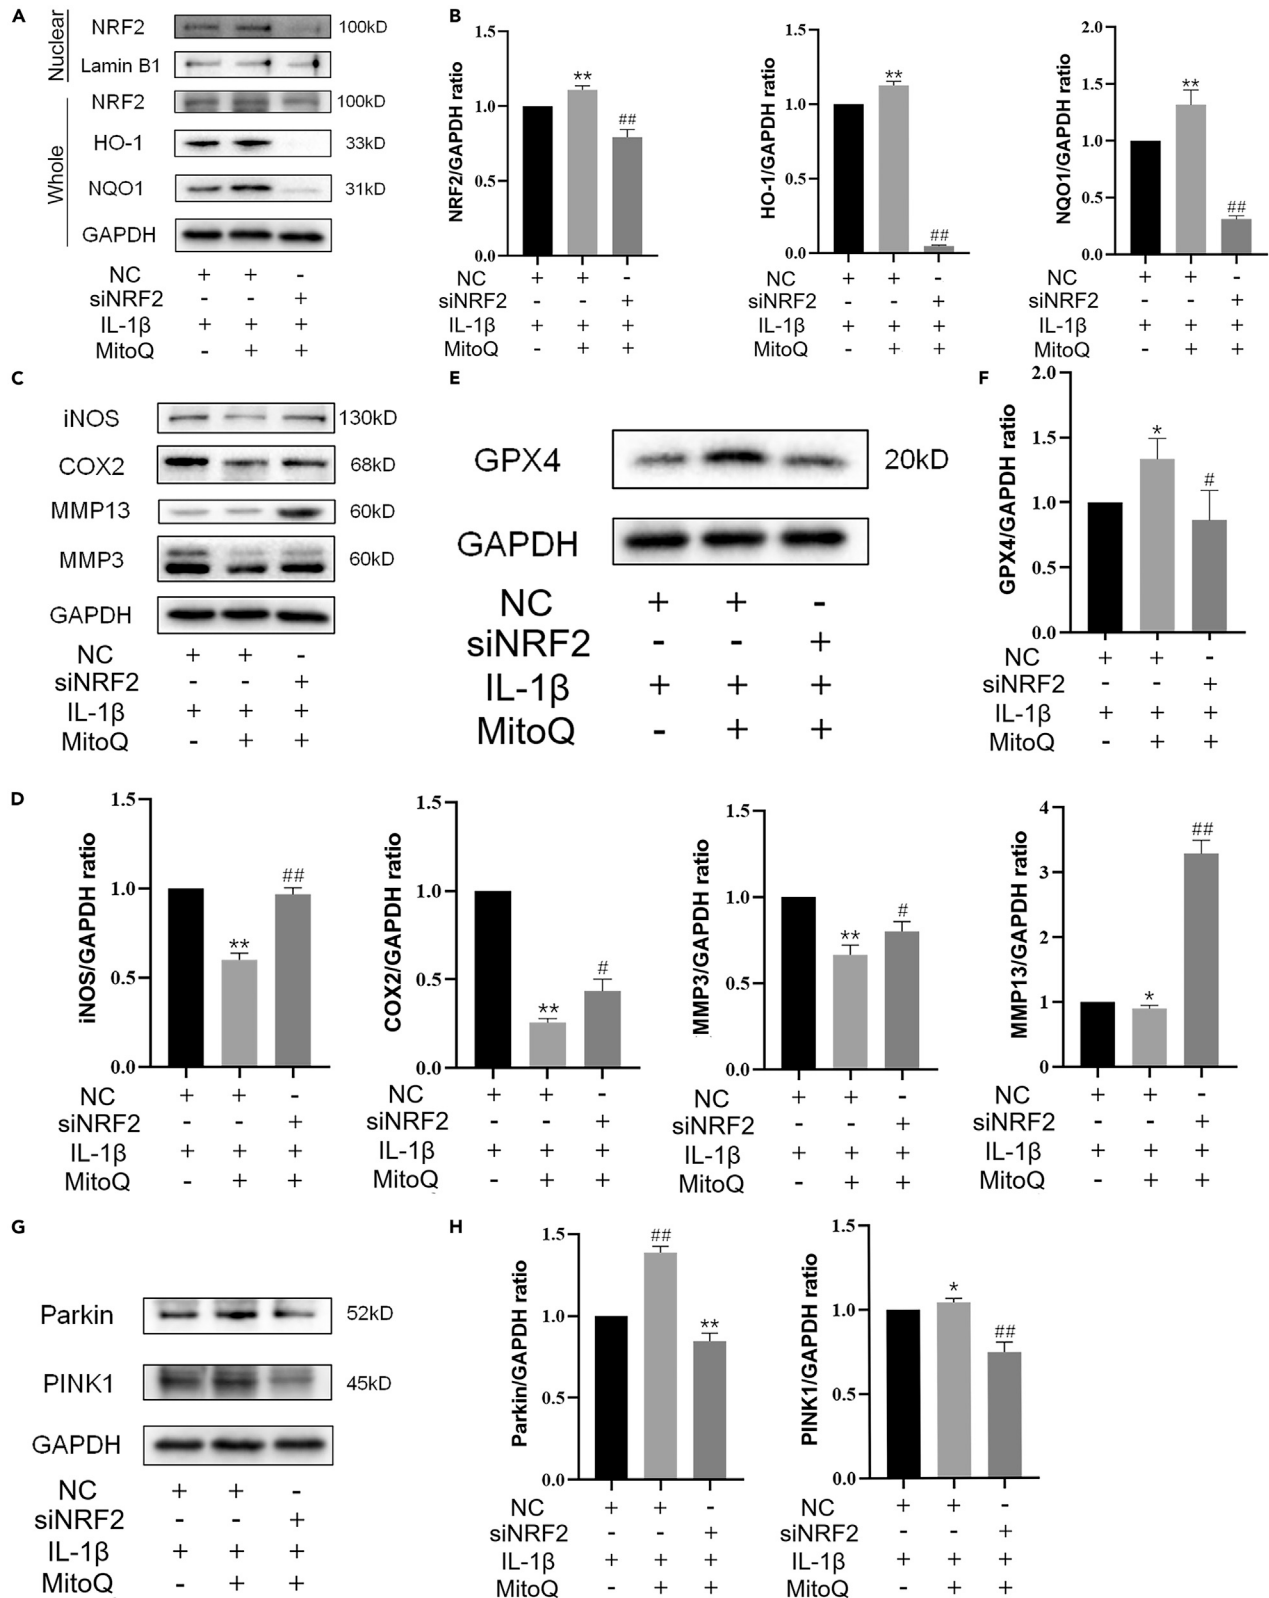 A
Nuclear
NRF2 100kD
Lamin B1
Whole
NRF2 100kD
HO-1 33kD
NQO1 31kD
GAPDH
NC + + -
siNRF2 - - +
IL-1β + + +
MitoQ - + +
B
NRF2/GAPDH ratio
1.5
1.0
0.5
0.0
**
##
NC + + -
siNRF2 - - +
IL-1β + + +
MitoQ - + +
HO-1/GAPDH ratio
1.5
1.0
0.5
0.0
**
##
NC + + -
siNRF2 - - +
IL-1β + + +
MitoQ - + +
NQO1/GAPDH ratio
2.0
1.5
1.0
0.5
0.0
**
##
NC + + -
siNRF2 - - +
IL-1β + + +
MitoQ - + +
C
iNOS 130kD
COX2 68kD
MMP13 60kD
MMP3 60kD
GAPDH
NC + + -
siNRF2 - - +
IL-1β + + +
MitoQ - + +
E
GPX4 20kD
GAPDH
NC + + -
siNRF2 - - +
IL-1β + + +
MitoQ - + +
F
GPX4/GAPDH ratio
2.0
1.5
1.0
0.5
0.0
*
#
NC + + -
siNRF2 - - +
IL-1β + + +
MitoQ - + +
D
iNOS/GAPDH ratio
1.5
1.0
0.5
0.0
**
##
NC + + -
siNRF2 - - +
IL-1β + + +
MitoQ - + +
COX2/GAPDH ratio
1.5
1.0
0.5
0.0
**
#
NC + + -
siNRF2 - - +
IL-1β + + +
MitoQ - + +
MMP3/GAPDH ratio
1.5
1.0
0.5
0.0
**
#
NC + + -
siNRF2 - - +
IL-1β + + +
MitoQ - + +
MMP13/GAPDH ratio
4
3
2
1
0
*
##
NC + + -
siNRF2 - - +
IL-1β + + +
MitoQ - + +
G
Parkin 52kD
PINK1 45kD
GAPDH
NC + + -
siNRF2 - - +
IL-1β + + +
MitoQ - + +
H
Parkin/GAPDH ratio
1.5
1.0
0.5
0.0
##
**
NC + + -
siNRF2 - - +
IL-1β + + +
MitoQ - + +
PINK1/GAPDH ratio
1.5
1.0
0.5
0.0
*
##
NC + + -
siNRF2 - - +
IL-1β + + +
MitoQ - + +